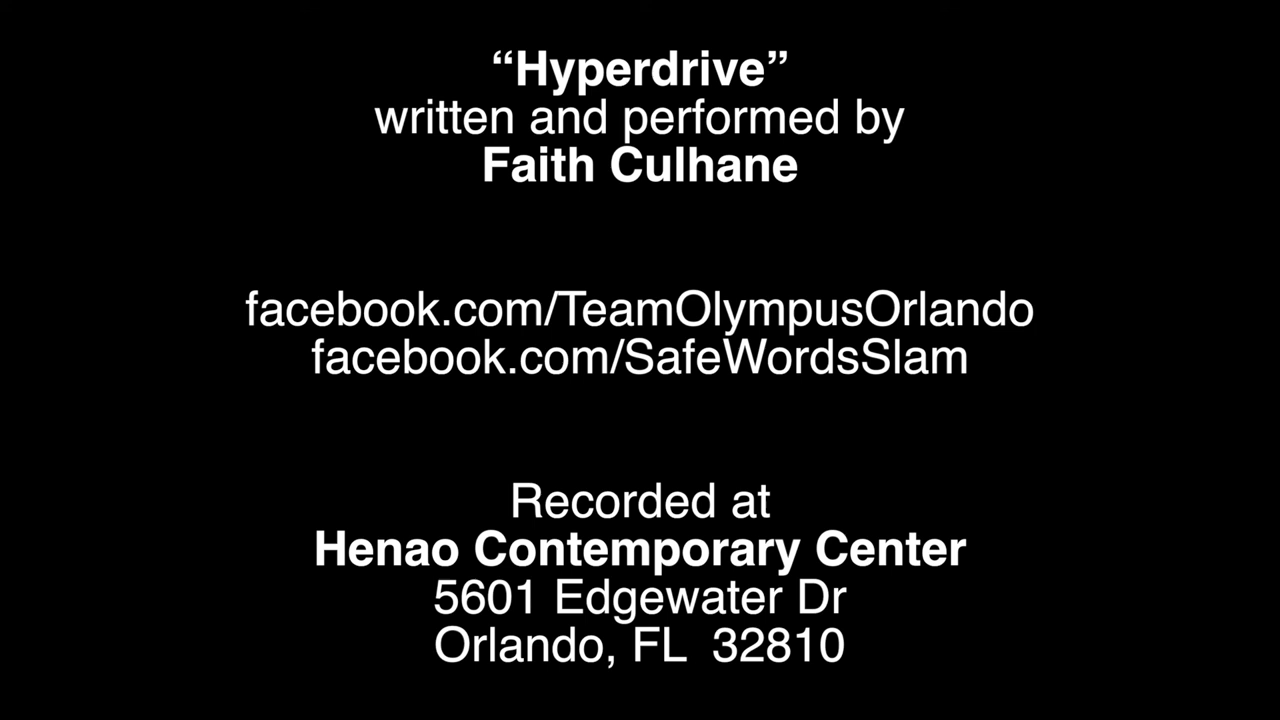 “Hyperdrive”
written and performed by
Faith Culhane
facebook.com/TeamOlympusOrlando
facebook.com/SafeWordsSlam
Recorded at
Henao Contemporary Center
5601 Edgewater Dr
Orlando, FL  32810